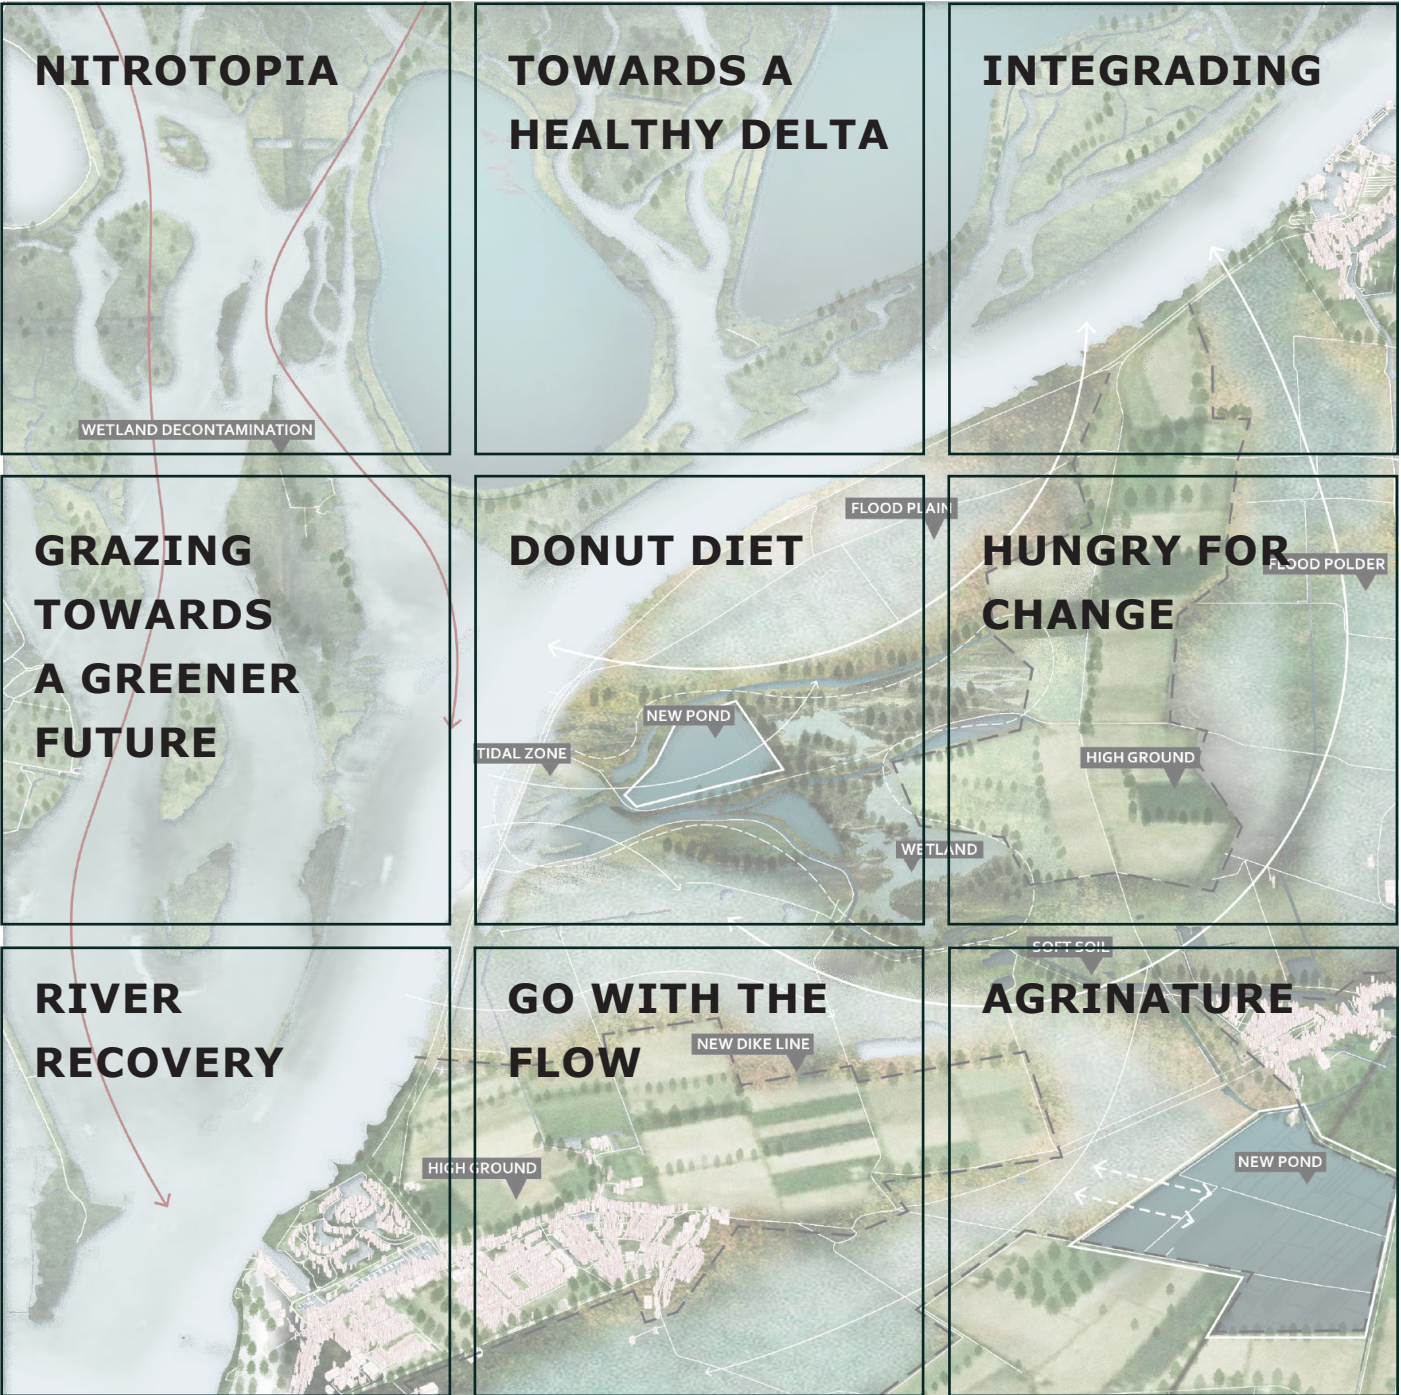 NITROTOPIA
WETLAND DECONTAMINATION
TOWARDS A
HEALTHY DELTA
INTEGRADING
GRAZING
TOWARDS
A GREENER
FUTURE
FLOOD PLAIN
DONUT DIET
NEW POND
TIDAL ZONE
WETLAND
HUNGRY FOR
CHANGE
FLOOD POLDER
HIGH GROUND
SOFT SOIL
RIVER
RECOVERY
HIGH GROUND
GO WITH THE
FLOW
NEW DIKE LINE
AGRINATURE
NEW POND